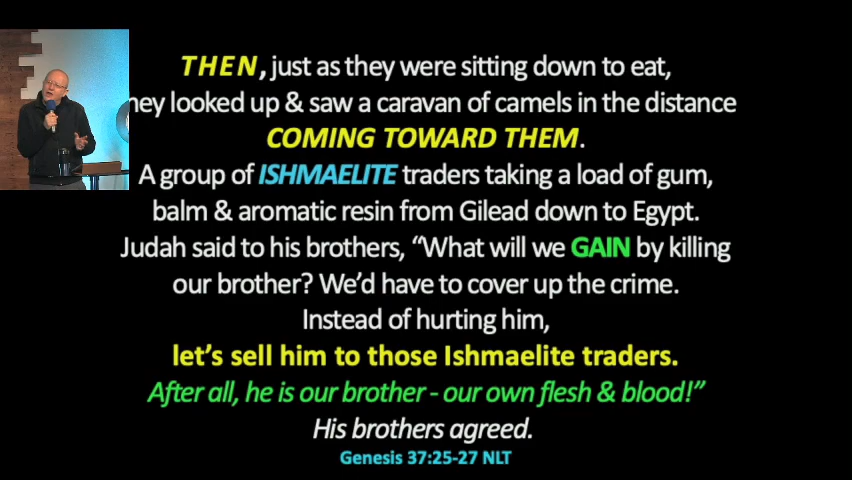 THEN, just as they were sitting down to eat,
hey looked up & saw a caravan of camels in the distance
COMING TOWARD THEM.
A group of ISHMAELITE traders taking a load of gum,
balm & aromatic resin from Gilead down to Egypt.
Judah said to his brothers, “What will we GAIN by killing
our brother? We’d have to cover up the crime.
Instead of hurting him,
let’s sell him to those Ishmaelite traders.
After all, he is our brother - our own flesh & blood!”
His brothers agreed.
Genesis 37:25-27 NLT